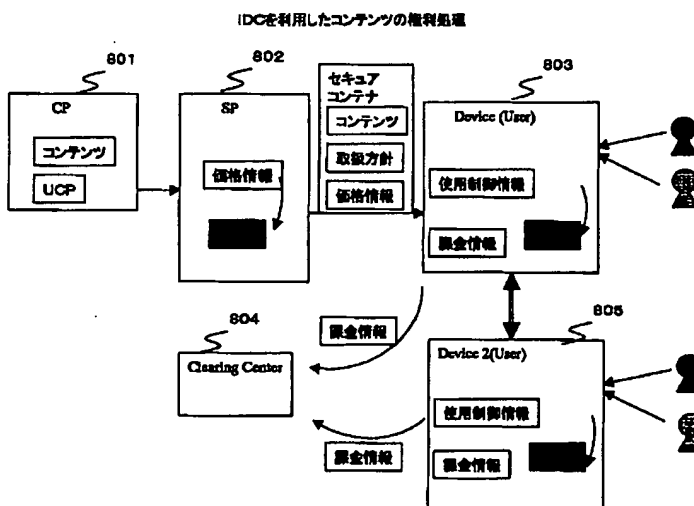 IDCを利用したコンテンツの権利処理
801
CP
コンテンツ
UCP
802
SP
価格情報
セキュア
コンテナ
コンテンツ
取扱方針
価格情報
803
Device (User)
使用制御情報
課金情報
804
Clearing Center
課金情報
課金情報
805
Device 2(User)
使用制御情報
課金情報